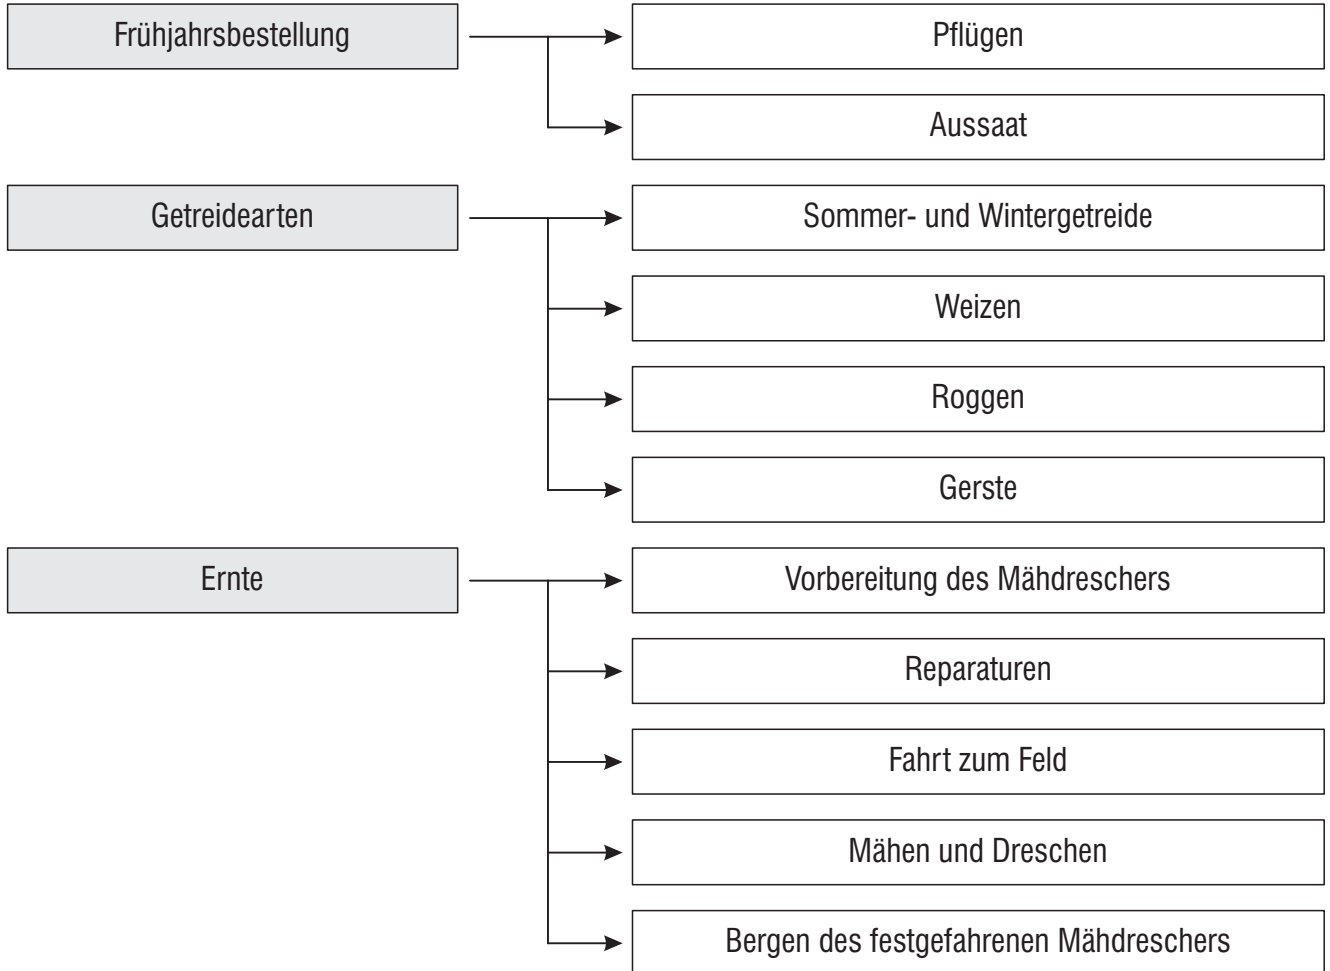 Frühjahrsbestellung
Pflügen
Aussaat
Getreidearten
Sommer- und Wintergetreide
Weizen
Roggen
Gerste
Ernte
Vorbereitung des Mähdreschers
Reparaturen
Fahrt zum Feld
Mähen und Dreschen
Bergen des festgefahrenen Mähdreschers